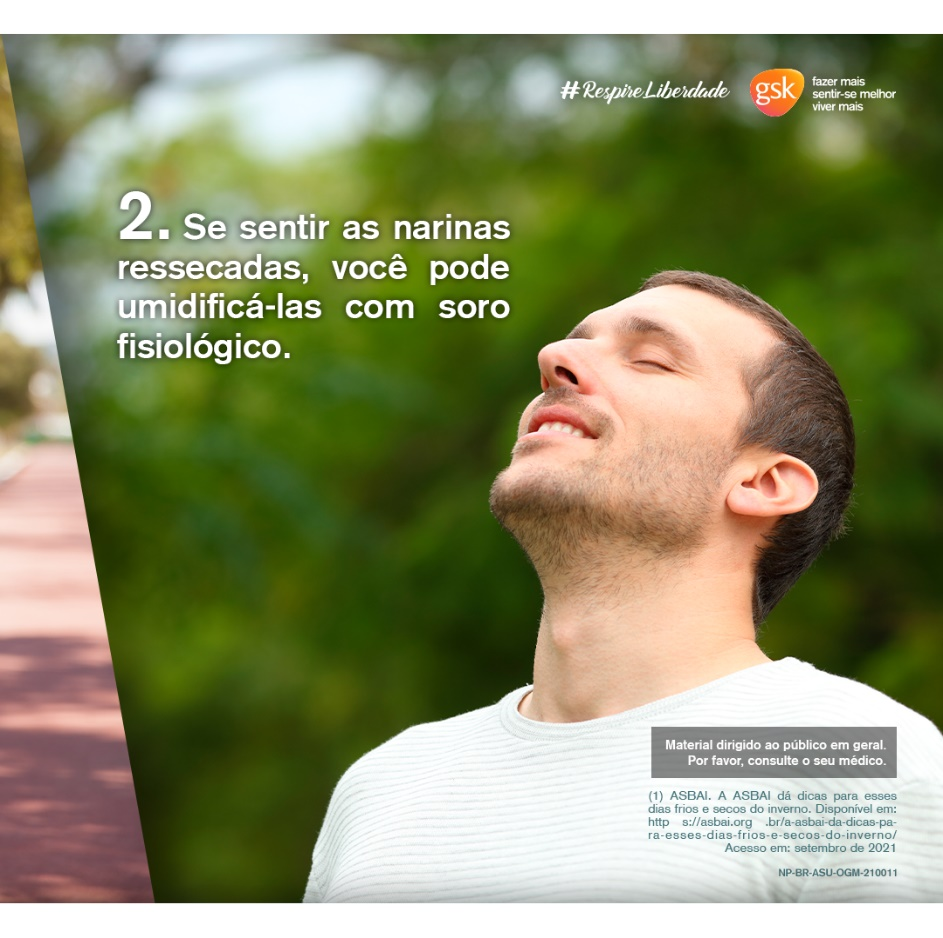 #RespireLiberdade
gsk
fazer mais
sentir-se melhor
viver mais
2. Se sentir as narinas
ressecadas, você pode
umidificá-las com soro
fisiológico.
Material dirigido ao público em geral.
Por favor, consulte o seu médico.
(1) ASBAI. A ASBAI dá dicas para esses
dias frios e secos do inverno. Disponível em:
http s://asbai.org .br/a-asbai-da-dicas-pa-
ra-esses-dias-frios-e-secos-do-inverno/
Acesso em: setembro de 2021
NP-BR-ASU-OGM-210011